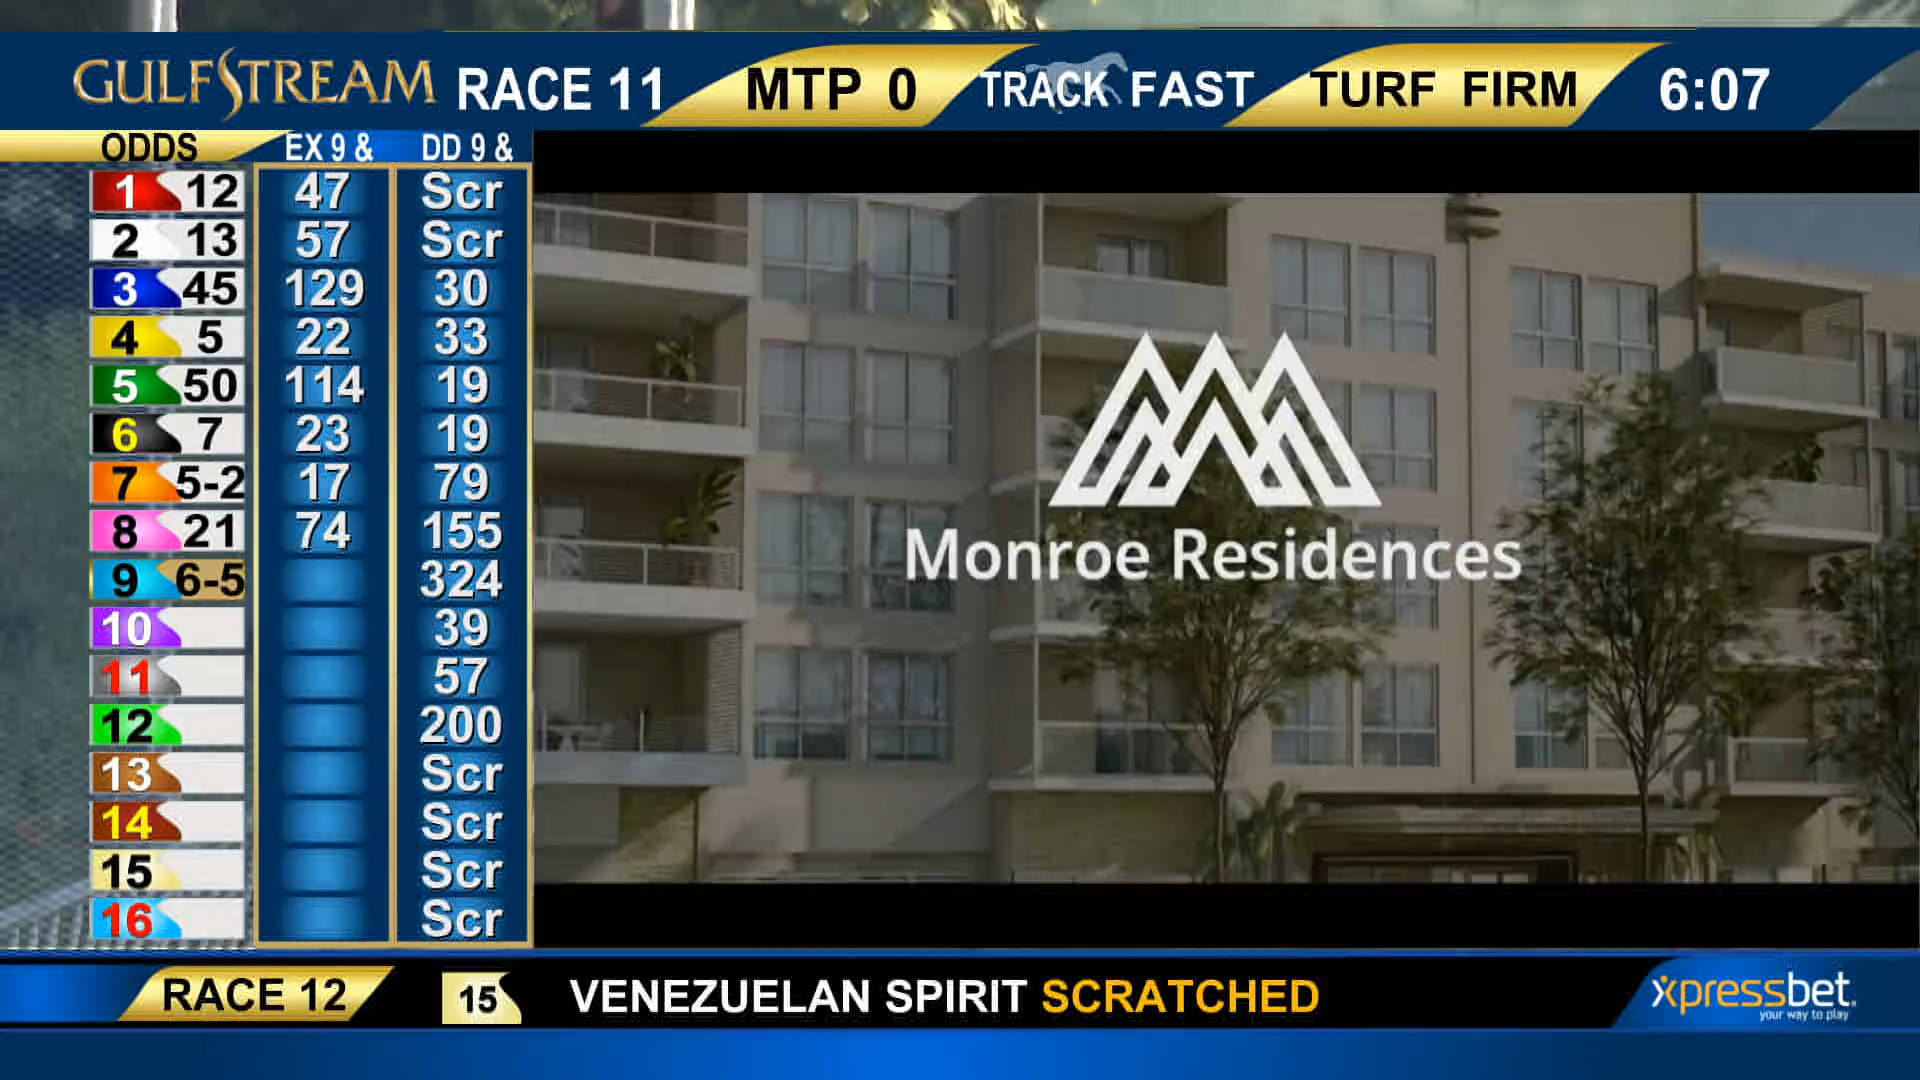 GULFSTREAM RACE 11 MTP 0 TRACK FAST TURF FIRM 6:07
ODDS EX 9 & DD 9 &
1 12 47 Scr
2 13 57 Scr
3 45 129 30
4 5 22 33
5 50 114 19
6 7 23 19
7 5-2 17 79
8 21 74 155
9 6-5 324
10 39
11 57
12 200
13 Scr
14 Scr
15 Scr
16 Scr
Monroe Residences
RACE 12 15 VENEZUELAN SPIRIT SCRATCHED
xpressbet.
your way to play